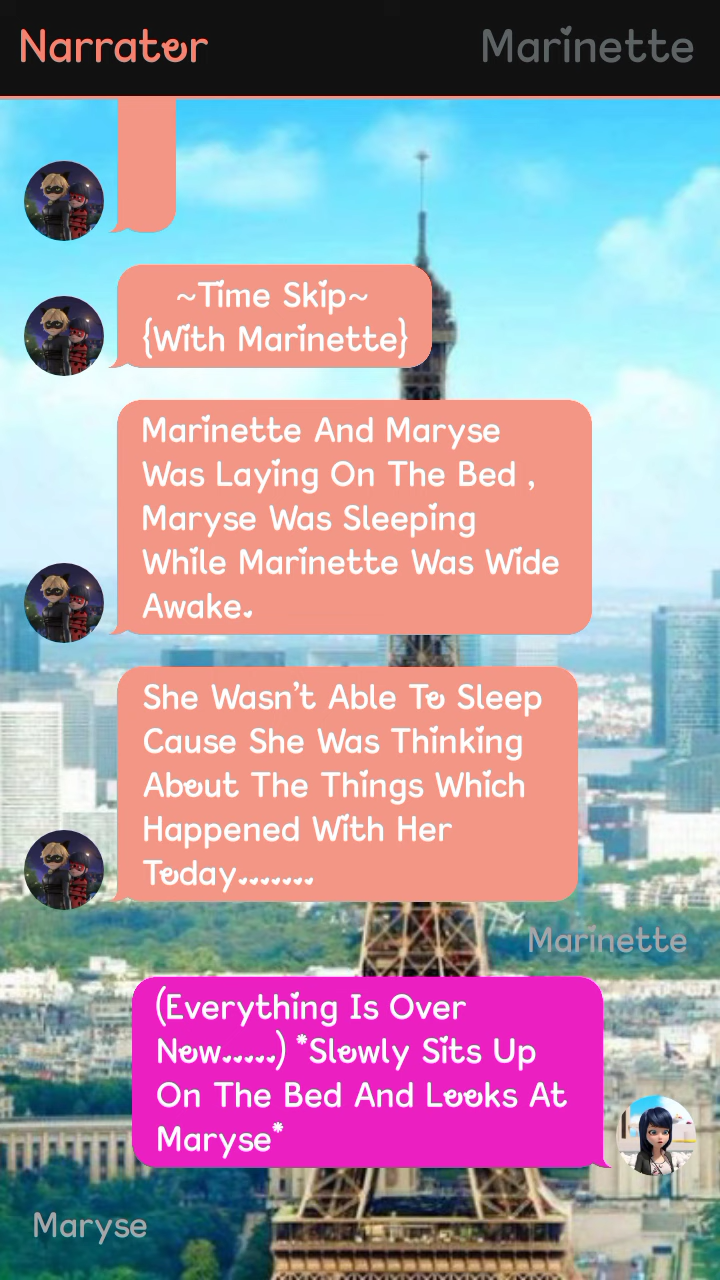 Narrator
Marinette
~Time Skip~
{With Marinette}
Marinette And Maryse
Was Laying On The Bed ,
Maryse Was Sleeping
While Marinette Was Wide
Awake.
She Wasn't Able To Sleep
Cause She Was Thinking
About The Things Which
Happened With Her
Today.......
Marinette
(Everything Is Over
Now.....) *Slowly Sits Up
On The Bed And Looks At
Maryse*
Maryse